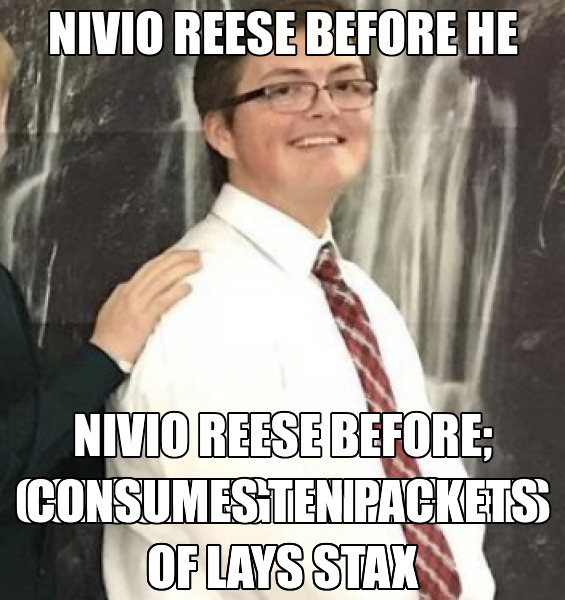 NIVIO REESE BEFORE HE
NIVIO REESE BEFORE;
CONSUMES TEN PACKETS
OF LAYS STAX